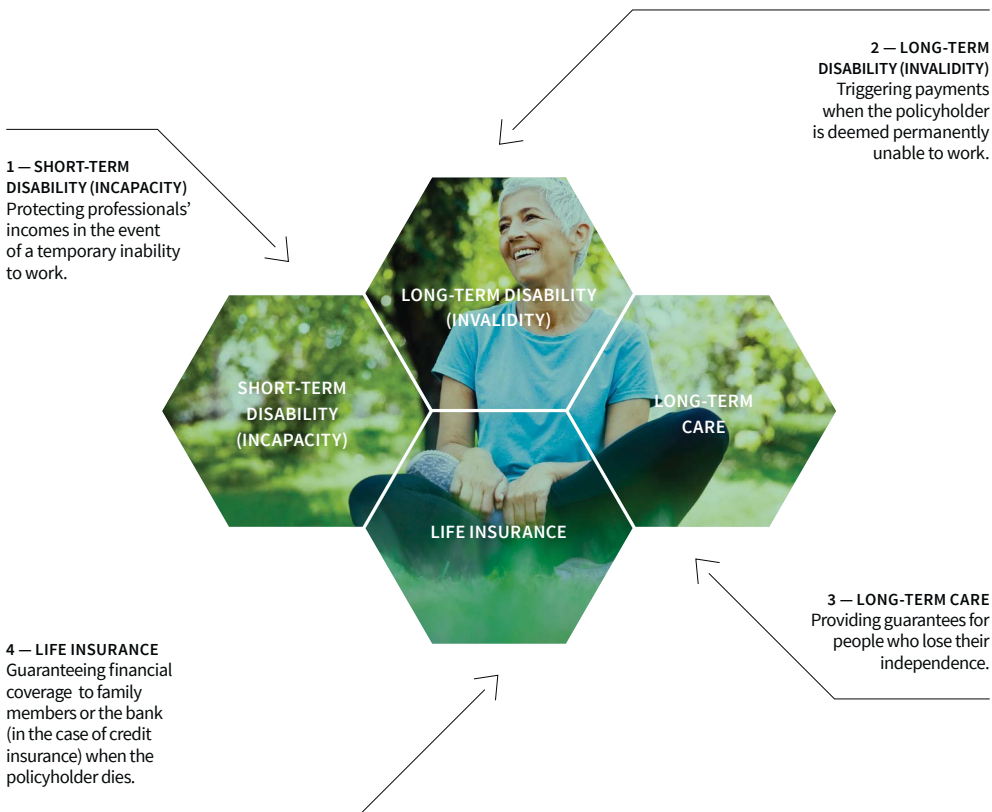 1 — SHORT-TERM
DISABILITY (INCAPACITY)
Protecting professionals’
incomes in the event
of a temporary inability
to work.
2 — LONG-TERM
DISABILITY (INVALIDITY)
Triggering payments
when the policyholder
is deemed permanently
unable to work.
LONG-TERM DISABILITY
(INVALIDITY)
SHORT-TERM
DISABILITY
(INCAPACITY)
LONG-TERM
CARE
LIFE INSURANCE
3 — LONG-TERM CARE
Providing guarantees for
people who lose their
independence.
4 — LIFE INSURANCE
Guaranteeing financial
coverage to family
members or the bank
(in the case of credit
insurance) when the
policyholder dies.